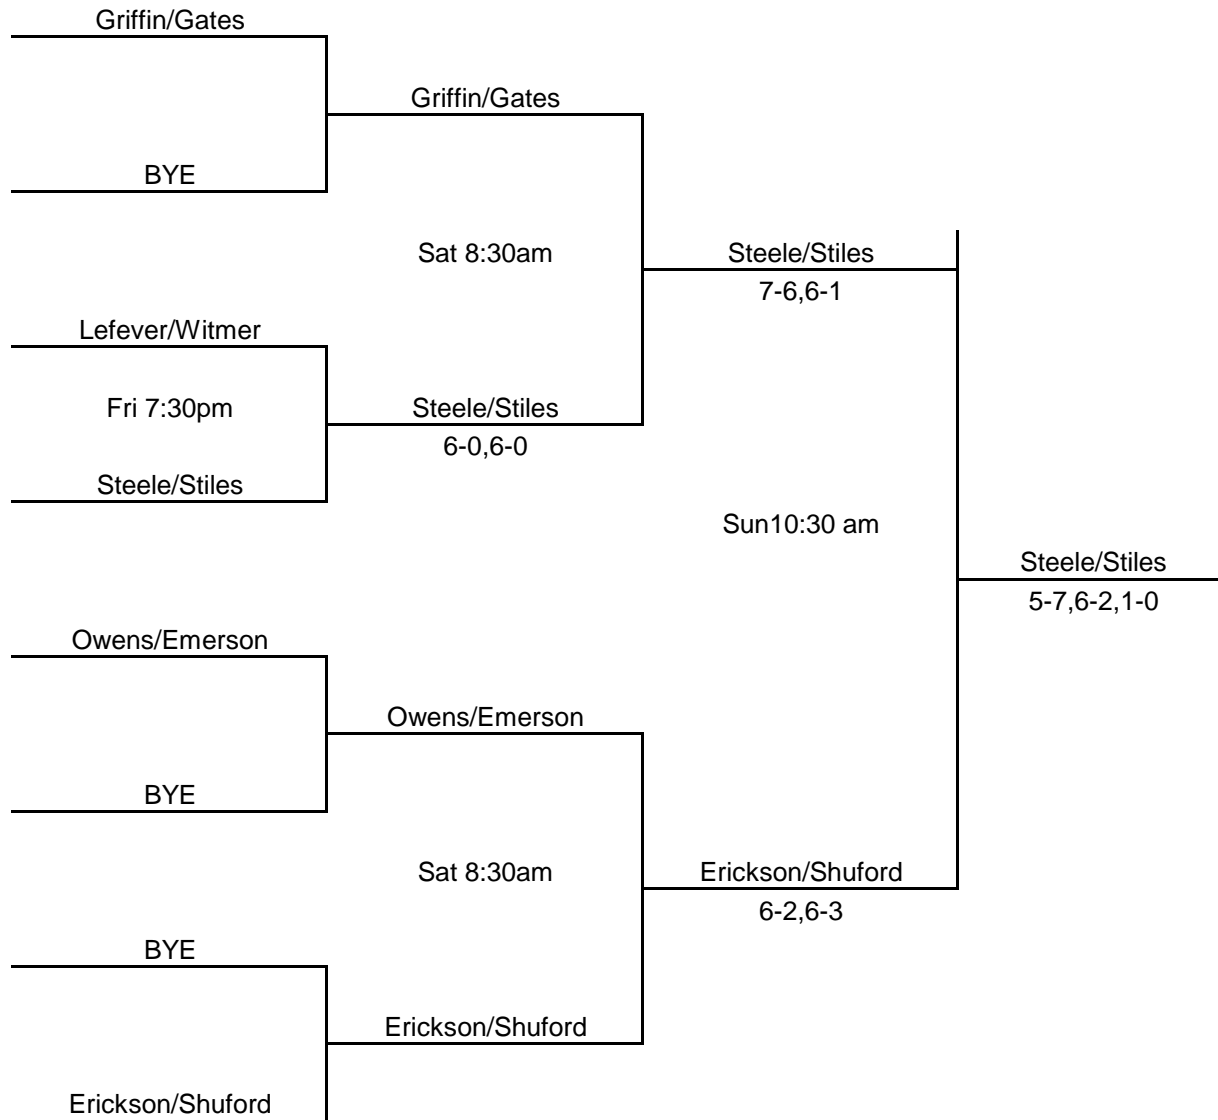 Griffin/Gates
Griffin/Gates
BYE
Sat 8:30am
Steele/Stiles
7-6,6-1
Lefever/Witmer
Fri 7:30pm
Steele/Stiles
6-0,6-0
Steele/Stiles
Sun10:30 am
Steele/Stiles
5-7,6-2,1-0
Owens/Emerson
Owens/Emerson
BYE
Sat 8:30am
Erickson/Shuford
6-2,6-3
BYE
Erickson/Shuford
Erickson/Shuford